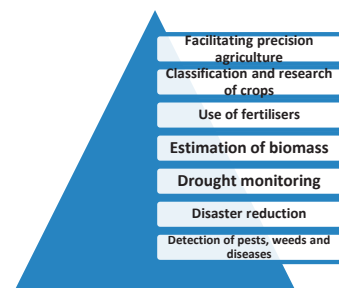 Facilitating precision
agriculture
Classification and research
of crops
Use of fertilisers
Estimation of biomass
Drought monitoring
Disaster reduction
Detection of pests, weeds and
diseases